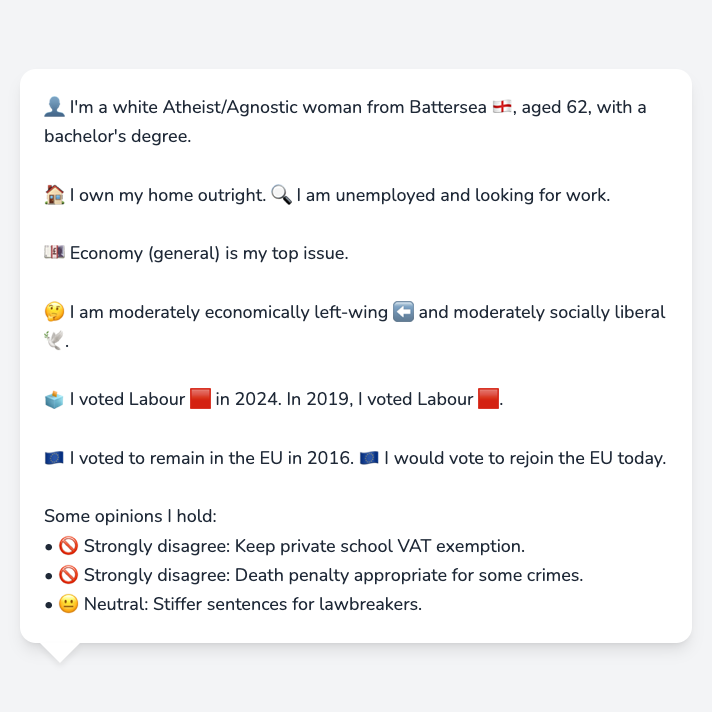 👤 I'm a white Atheist/Agnostic woman from Battersea 🏴󠁧󠁢󠁥󠁮󠁧󠁿, aged 62, with a
bachelor's degree.
🏠 I own my home outright. 🔍 I am unemployed and looking for work.
💷 Economy (general) is my top issue.
🤔 I am moderately economically left-wing ⬅️ and moderately socially liberal
🕊️.
🗳️ I voted Labour 🟥 in 2024. In 2019, I voted Labour 🟥.
🇪🇺 I voted to remain in the EU in 2016. 🇪🇺 I would vote to rejoin the EU today.
Some opinions I hold:
• 🚫 Strongly disagree: Keep private school VAT exemption.
• 🚫 Strongly disagree: Death penalty appropriate for some crimes.
• 😐 Neutral: Stiffer sentences for lawbreakers.